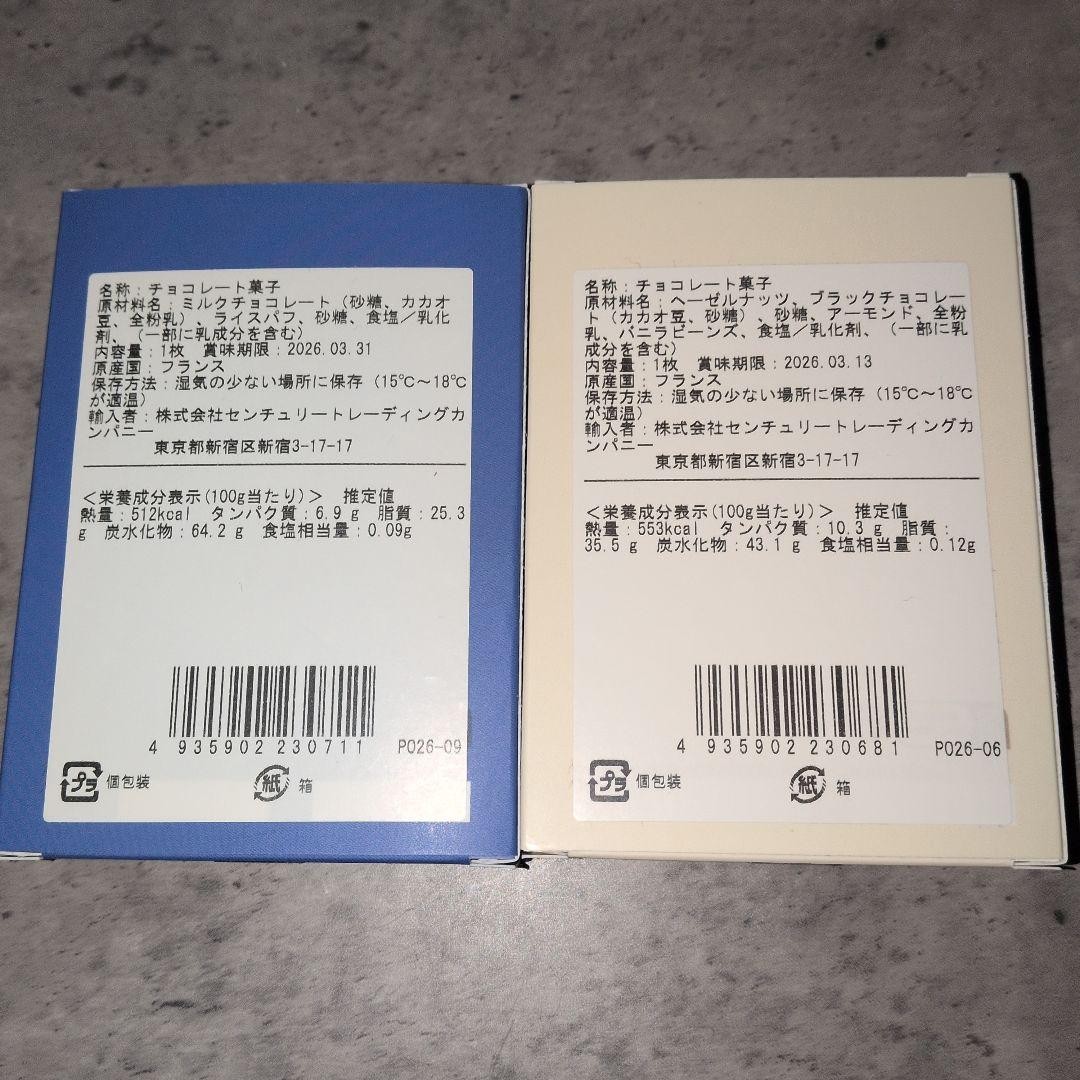 名称：チョコレート菓子
原材料名：ミルクチョコレート（砂糖、カカオ
豆、全粉乳）、ライスパフ、砂糖、食塩／乳化
剤、（一部に乳成分を含む）
内容量：1枚　賞味期限：2026.03.31
原産国：フランス
保存方法：湿気の少ない場所に保存（15℃～18℃
が適温）
輸入者：株式会社センチュリートレーディングカ
ンパニー
東京都新宿区新宿3-17-17
＜栄養成分表示(100g当たり)＞　推定値
熱量：512kcal　タンパク質：6.9 g　脂質：25.3
g　炭水化物：64.2 g　食塩相当量：0.09g
4 935902 230711
PO26-09
プラ 個包装
紙 箱
名称：チョコレート菓子
原材料名：ヘーゼルナッツ、ブラックチョコレー
ト（カカオ豆、砂糖）、砂糖、アーモンド、全粉
乳、バニラビーンズ、食塩／乳化剤、（一部に乳
成分を含む）
内容量：1枚　賞味期限：2026.03.13
原産国：フランス
保存方法：湿気の少ない場所に保存（15℃～18℃
が適温）
輸入者：株式会社センチュリートレーディングカ
ンパニー
東京都新宿区新宿3-17-17
＜栄養成分表示(100g当たり)＞　推定値
熱量：553kcal　タンパク質：10.3 g　脂質：
35.5 g　炭水化物：43.1 g　食塩相当量：0.12g
4 935902 230681
PO26-06
プラ 個包装
紙 箱